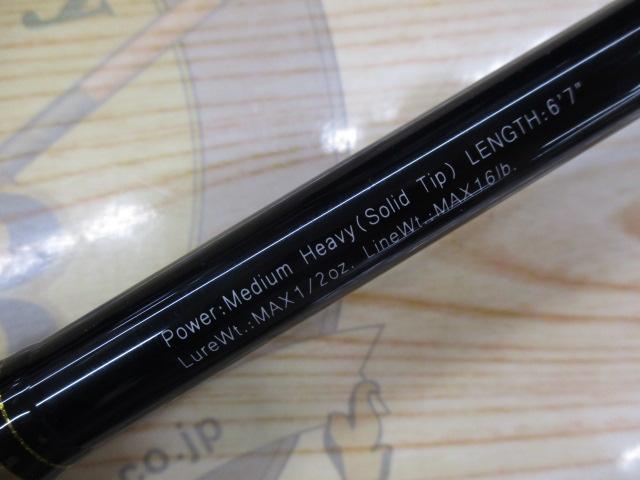 Power:Medium Heavy(Solid Tip) LENGTH:6'7"
LureWt.:MAX1/2oz. LineWt.:MAX16lb.
.co.jp